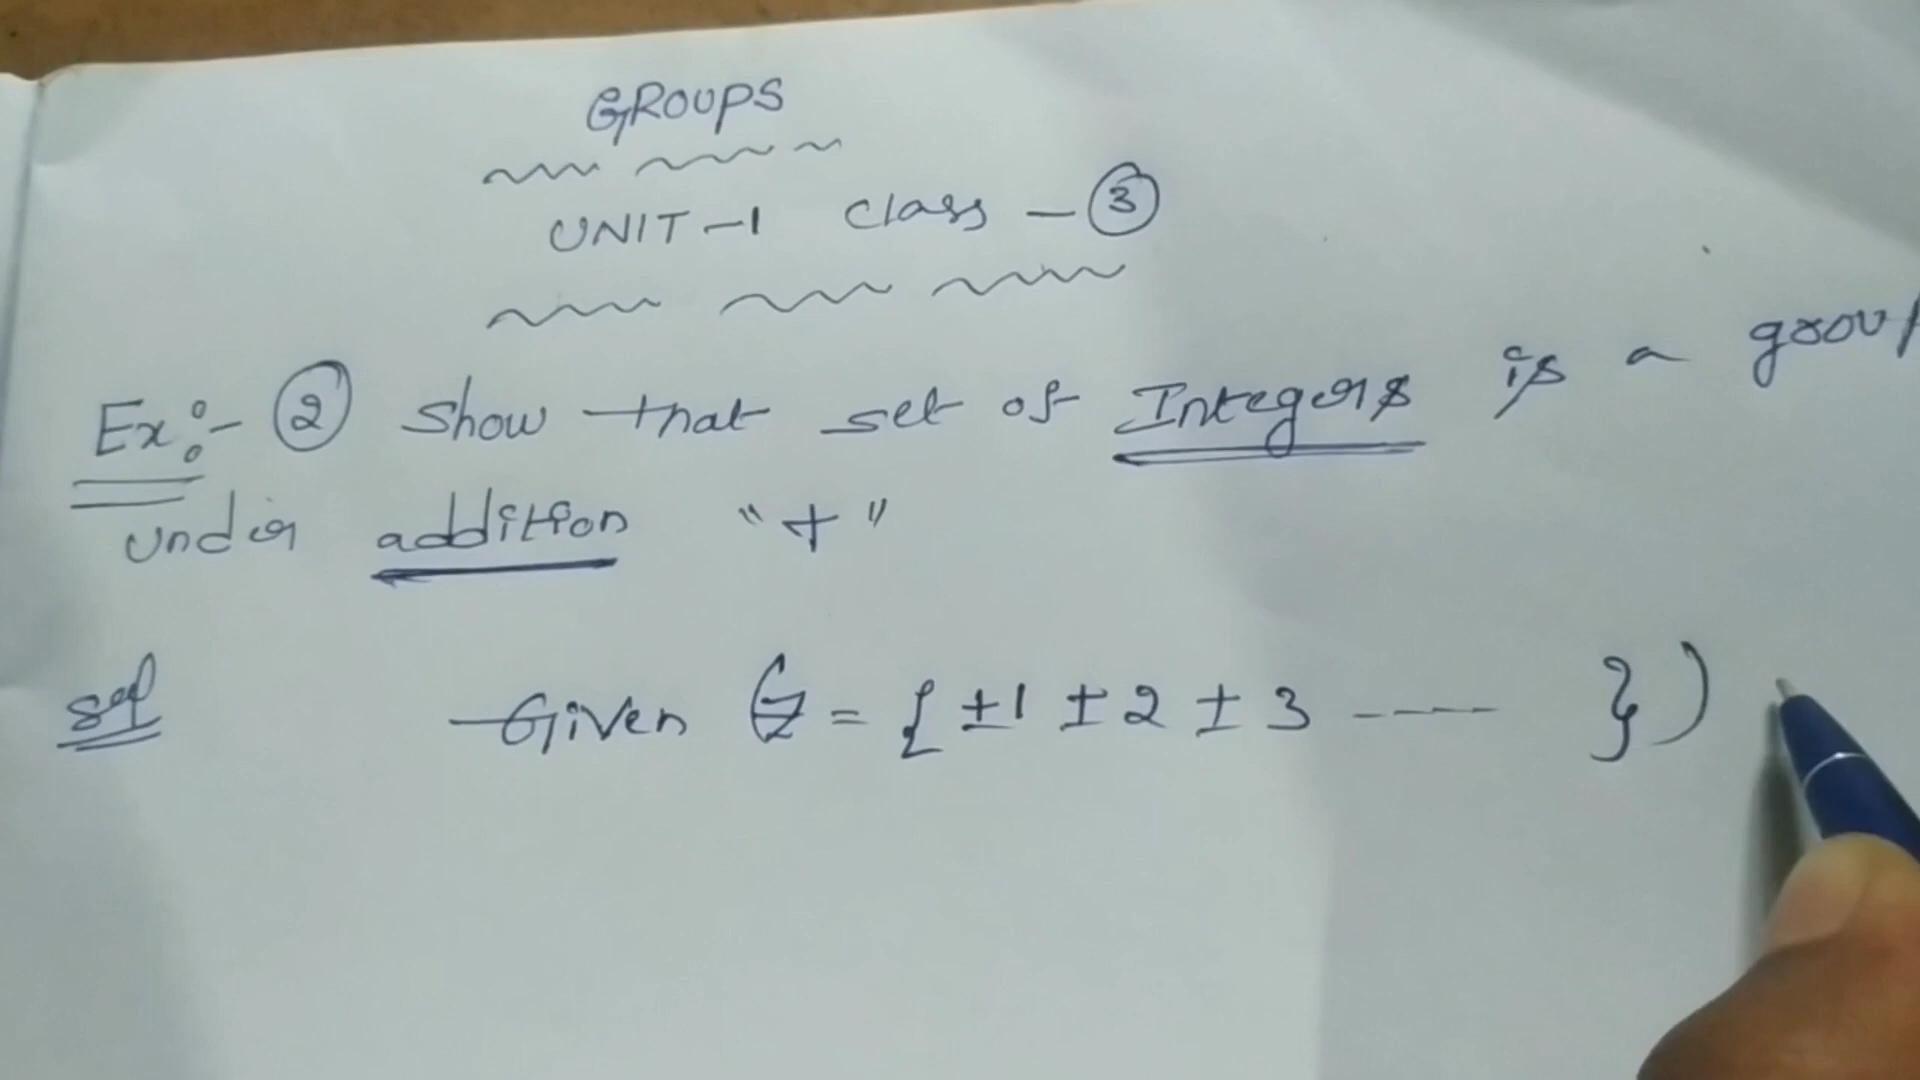 GROUPS
UNIT-1 class - ③
Ex:- ② Show that set of Integers is a group
under addition "+"
Sol
Given (Z = { ±1 ±2 ±3 ---- })